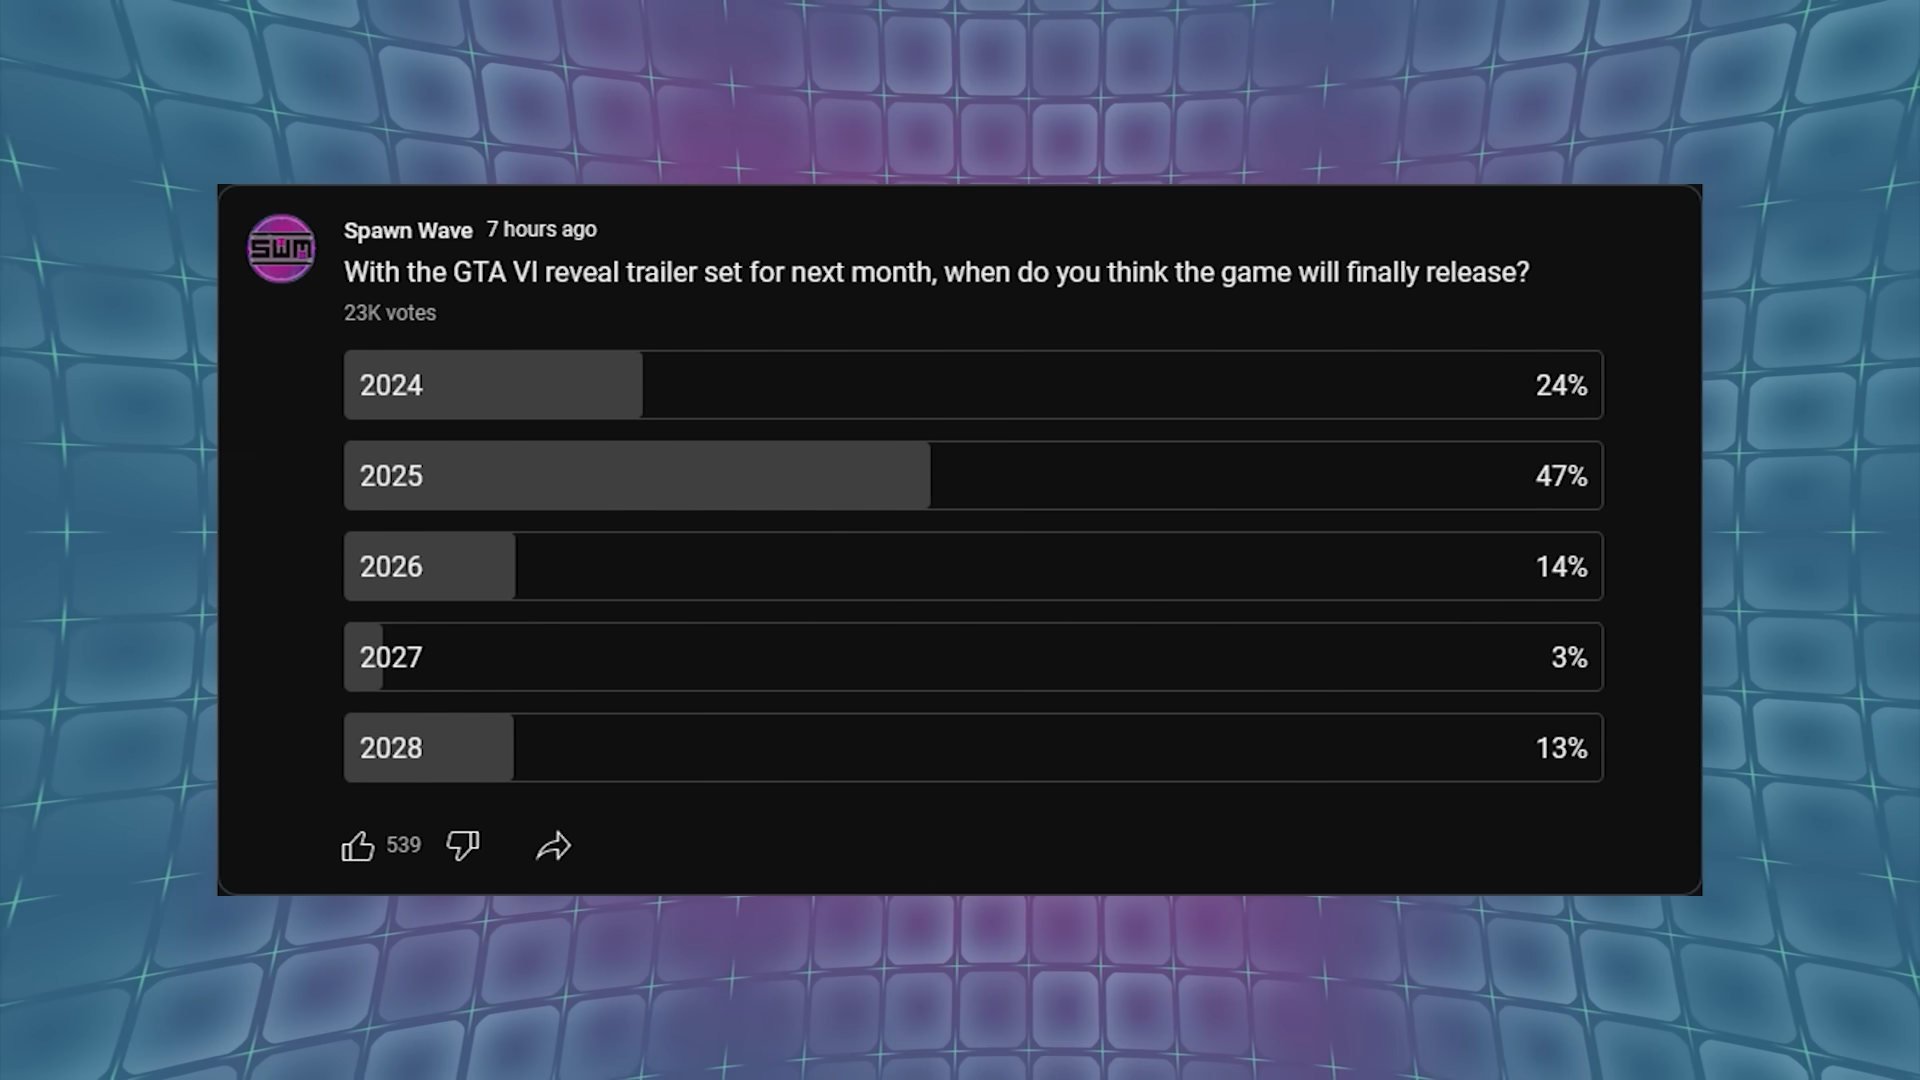 SWM
Spawn Wave 7 hours ago
With the GTA VI reveal trailer set for next month, when do you think the game will finally release?
23K votes
2024 24%
2025 47%
2026 14%
2027 3%
2028 13%
539